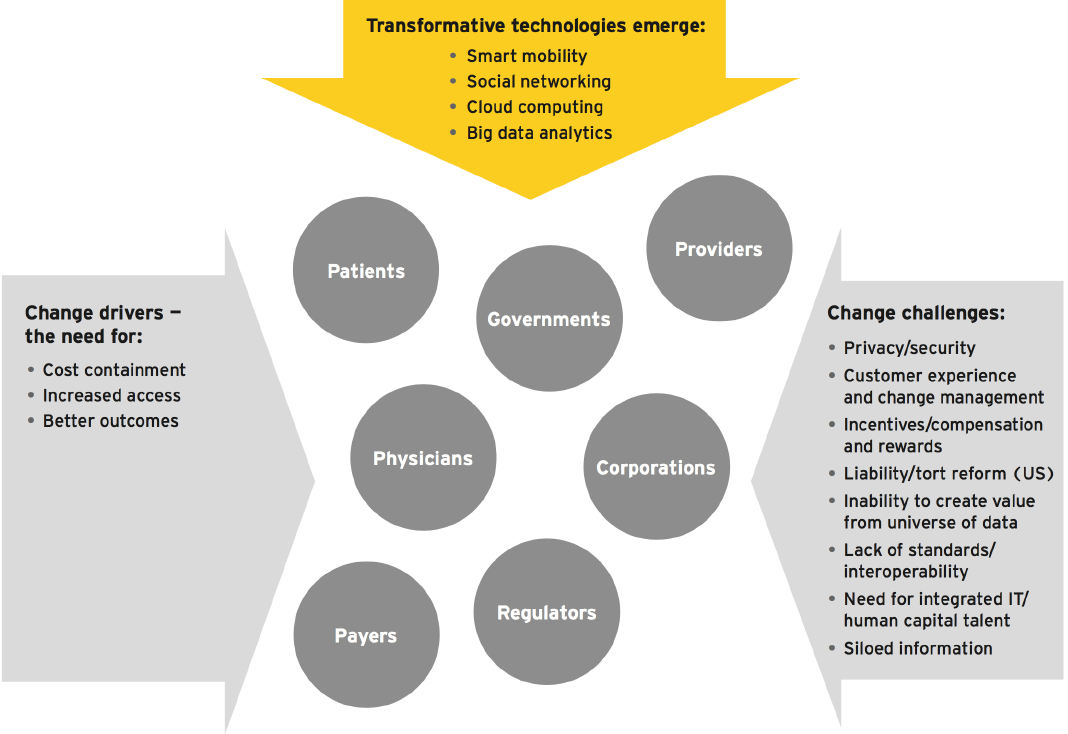 Transformative technologies emerge:
• Smart mobility
• Social networking
• Cloud computing
• Big data analytics
Patients
Providers
Governments
Physicians
Corporations
Payers
Regulators
Change drivers –
the need for:
• Cost containment
• Increased access
• Better outcomes
Change challenges:
• Privacy/security
• Customer experience
and change management
• Incentives/compensation
and rewards
• Liability/tort reform (US)
• Inability to create value
from universe of data
• Lack of standards/
interoperability
• Need for integrated IT/
human capital talent
• Siloed information